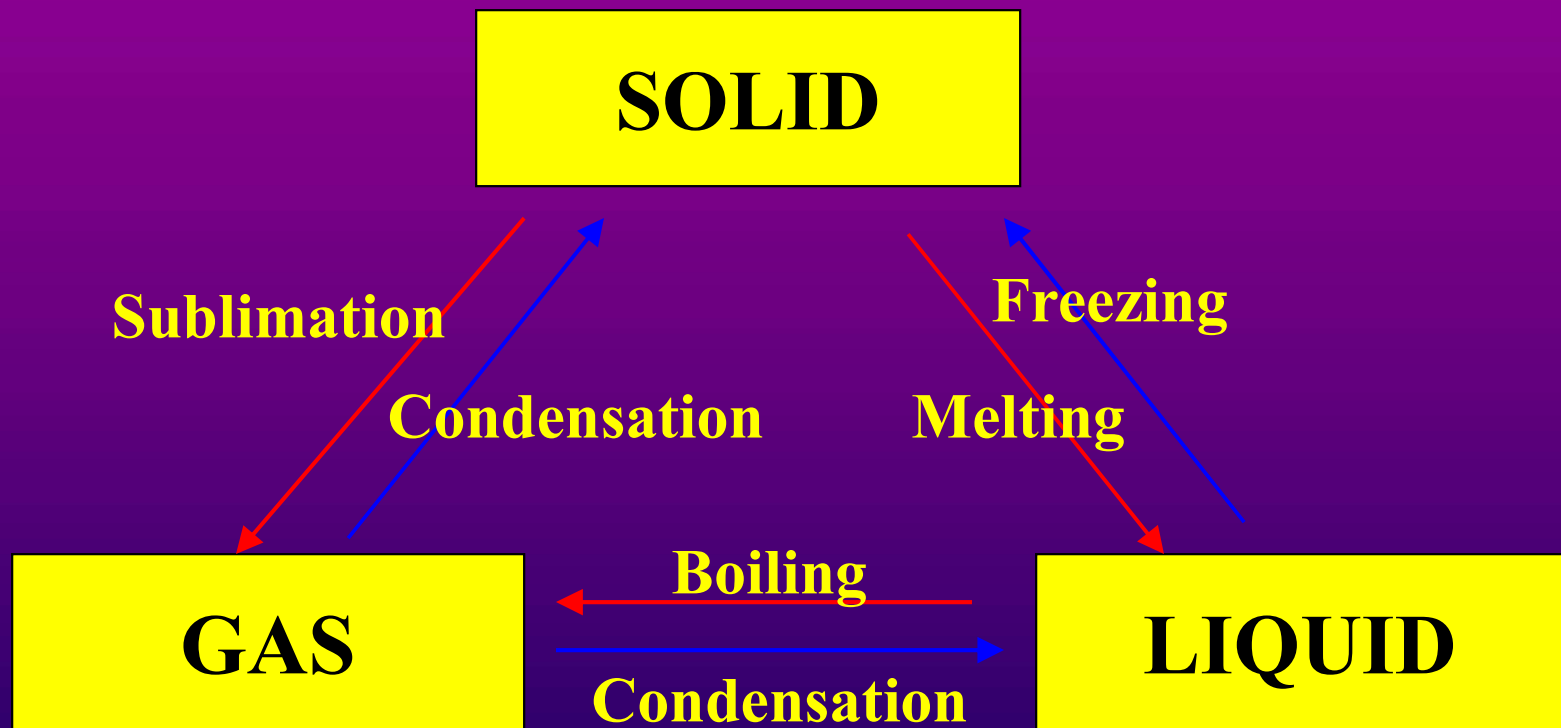 SOLID
Sublimation
Freezing
Condensation
Melting
Boiling
GAS
LIQUID
Condensation